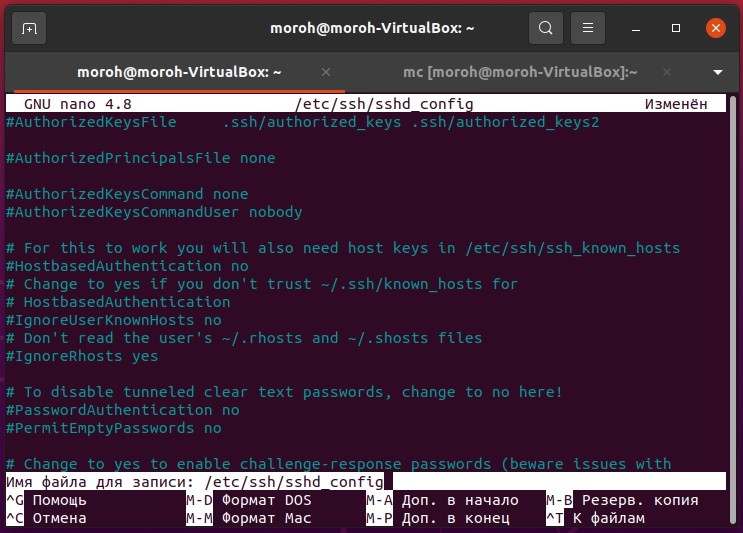 moroh@moroh-VirtualBox: ~
moroh@moroh-VirtualBox: ~ mc [moroh@moroh-VirtualBox]:~
GNU nano 4.8 /etc/ssh/sshd_config Изменён
#AuthorizedKeysFile .ssh/authorized_keys .ssh/authorized_keys2
#AuthorizedPrincipalsFile none
#AuthorizedKeysCommand none
#AuthorizedKeysCommandUser nobody
# For this to work you will also need host keys in /etc/ssh/ssh_known_hosts
#HostbasedAuthentication no
# Change to yes if you don't trust ~/.ssh/known_hosts for
# HostbasedAuthentication
#IgnoreUserKnownHosts no
# Don't read the user's ~/.rhosts and ~/.shosts files
#IgnoreRhosts yes
# To disable tunneled clear text passwords, change to no here!
#PasswordAuthentication no
#PermitEmptyPasswords no
# Change to yes to enable challenge-response passwords (beware issues with
Имя файла для записи: /etc/ssh/sshd_config
^G Помощь M-D Формат DOS M-A Доп. в начало M-B Резерв. копия
^C Отмена M-M Формат Mac M-P Доп. в конец ^T К файлам